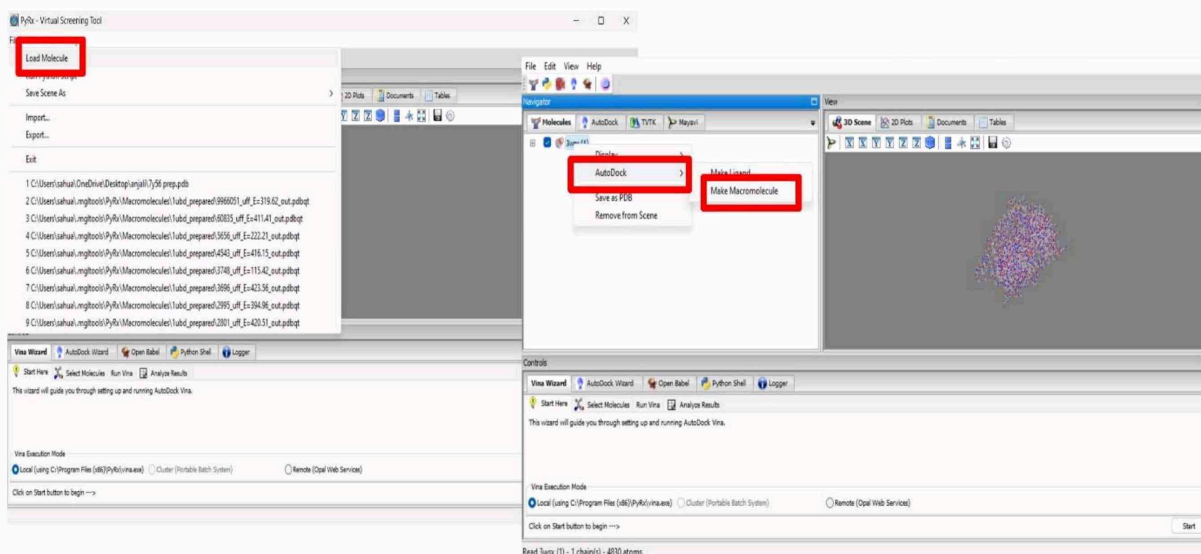 PyRx - Virtual Screening Tool
Load Molecule
Save Scene As
Import...
Export...
Exit
1 C:\Users\sahua\OneDrive\Desktop\anjali\7y56 prep.pdb
2 C:\Users\sahua\.mgltools\PyRx\Macromolecules\1ubd_prepared\9966051_uff_E=319.62_out.pdbqt
3 C:\Users\sahua\.mgltools\PyRx\Macromolecules\1ubd_prepared\60835_uff_E=411.41_out.pdbqt
4 C:\Users\sahua\.mgltools\PyRx\Macromolecules\1ubd_prepared\5656_uff_E=222.21_out.pdbqt
5 C:\Users\sahua\.mgltools\PyRx\Macromolecules\1ubd_prepared\4543_uff_E=416.15_out.pdbqt
6 C:\Users\sahua\.mgltools\PyRx\Macromolecules\1ubd_prepared\3748_uff_E=115.42_out.pdbqt
7 C:\Users\sahua\.mgltools\PyRx\Macromolecules\1ubd_prepared\3696_uff_E=423.56_out.pdbqt
8 C:\Users\sahua\.mgltools\PyRx\Macromolecules\1ubd_prepared\2995_uff_E=394.96_out.pdbqt
9 C:\Users\sahua\.mgltools\PyRx\Macromolecules\1ubd_prepared\2801_uff_E=420.51_out.pdbqt
2D Plots Documents Tables
Vina Wizard AutoDock Wizard Open Babel Python Shell Logger
Start Here Select Molecules Run Vina Analyze Results
This wizard will guide you through setting up and running AutoDock Vina.
Vina Execution Mode
Local (using C:\Program Files (x86)\PyRx\vina.exe) Cluster (Portable Batch System) Remote (Opal Web Services)
Click on Start button to begin --->
File Edit View Help
Navigator
View
Molecules AutoDock TVTK Mayavi
3D Scene 2D Plots Documents Tables
Display
AutoDock
Save as PDB
Remove from Scene
Make Ligand
Make Macromolecule
Controls
Vina Wizard AutoDock Wizard Open Babel Python Shell Logger
Start Here Select Molecules Run Vina Analyze Results
This wizard will guide you through setting up and running AutoDock Vina.
Vina Execution Mode
Local (using C:\Program Files (x86)\PyRx\vina.exe) Cluster (Portable Batch System) Remote (Opal Web Services)
Click on Start button to begin --->
Start
Read 3wsx (1) - 1 chain(s) - 4830 atoms